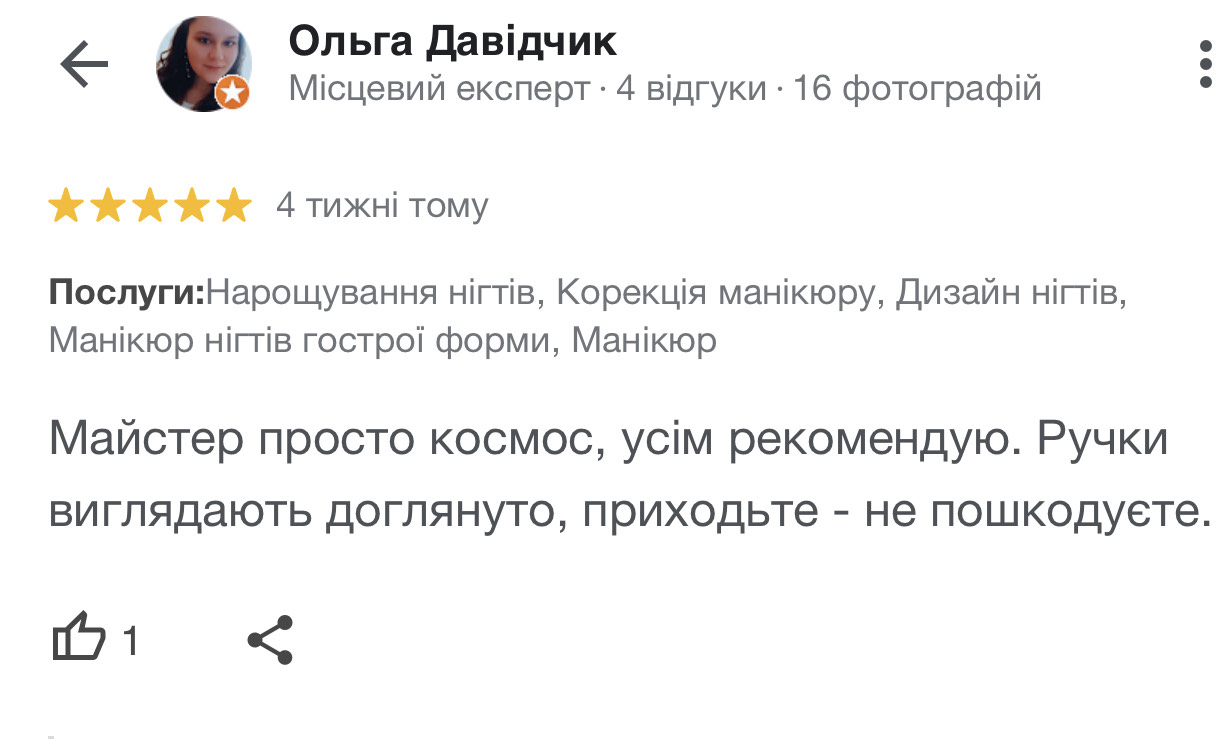 Ольга Давідчик
Місцевий експерт · 4 відгуки · 16 фотографій
4 тижні тому
Послуги:Нарощування нігтів, Корекція манікюру, Дизайн нігтів,
Манікюр нігтів гострої форми, Манікюр
Майстер просто космос, усім рекомендую. Ручки
виглядають доглянуто, приходьте - не пошкодуєте.
1